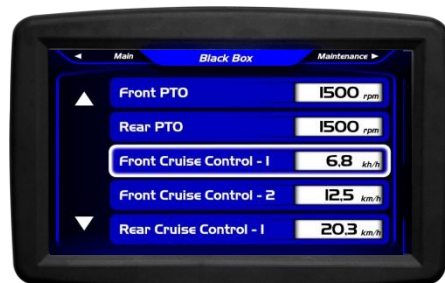 ◄ Main Black Box Maintenance ►
Front PTO 1500 rpm
Rear PTO 1500 rpm
Front Cruise Control - 1 6.8 kh/h
Front Cruise Control - 2 12.5 km/h
Rear Cruise Control - 1 20.3 km/h